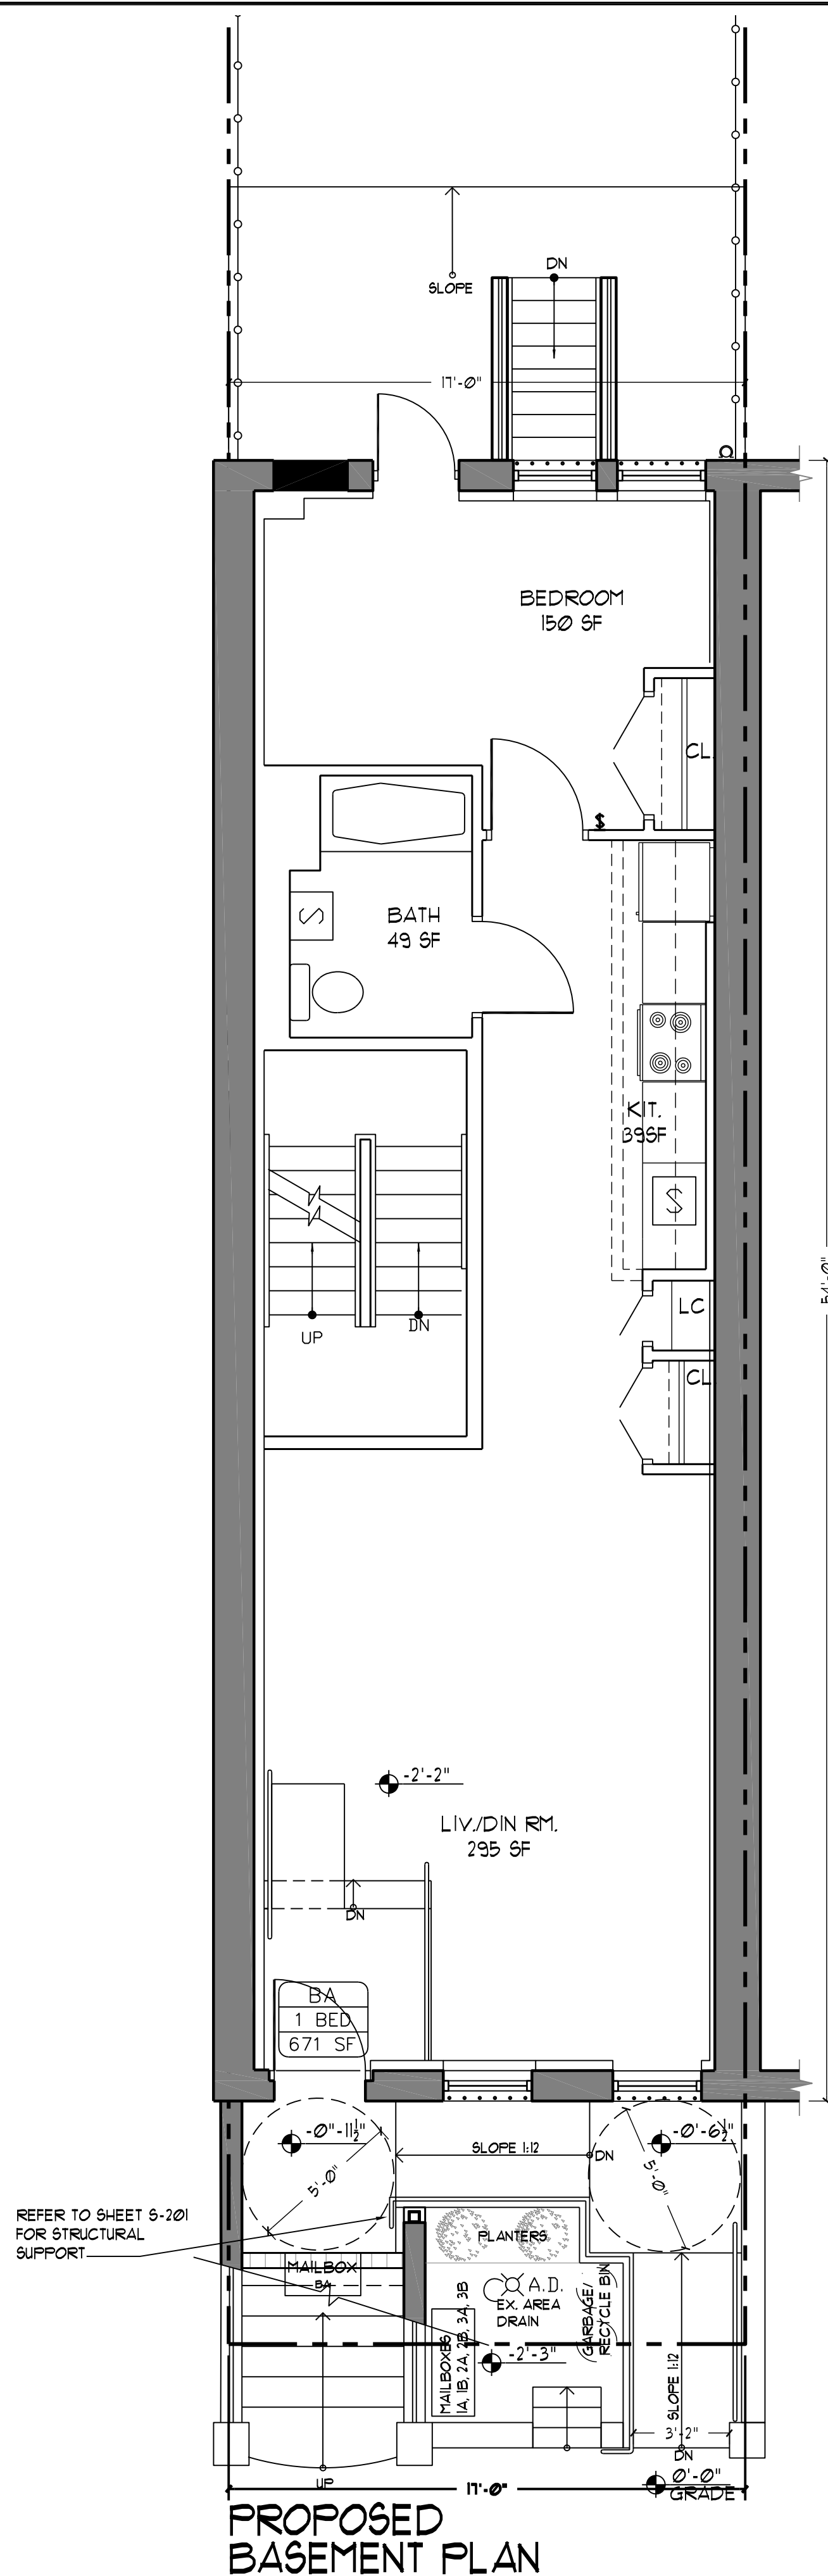 DN
SLOPE
17'-0"
BEDROOM
150 SF
CL
$
BATH
49 SF
S
KIT.
39SF
S
LC
UP
DN
CL
54'-0"
-2'-2"
LIV./DIN RM.
295 SF
DN
BA
1 BED
671 SF
-0"-11½"
SLOPE 1:12
DN
-0'-6½"
5'-0"
5'-0"
REFER TO SHEET S-201
FOR STRUCTURAL
SUPPORT
PLANTERS
MAILBOX
BA
A.D.
EX. AREA
DRAIN
GARBAGE/
RECYCLE BIN
MAILBOXES
1A, 1B, 2A, 2B, 3A, 3B
-2'-3"
SLOPE 1:12
3'-2"
DN
UP
17'-0"
0'-0"
GRADE
PROPOSED
BASEMENT PLAN